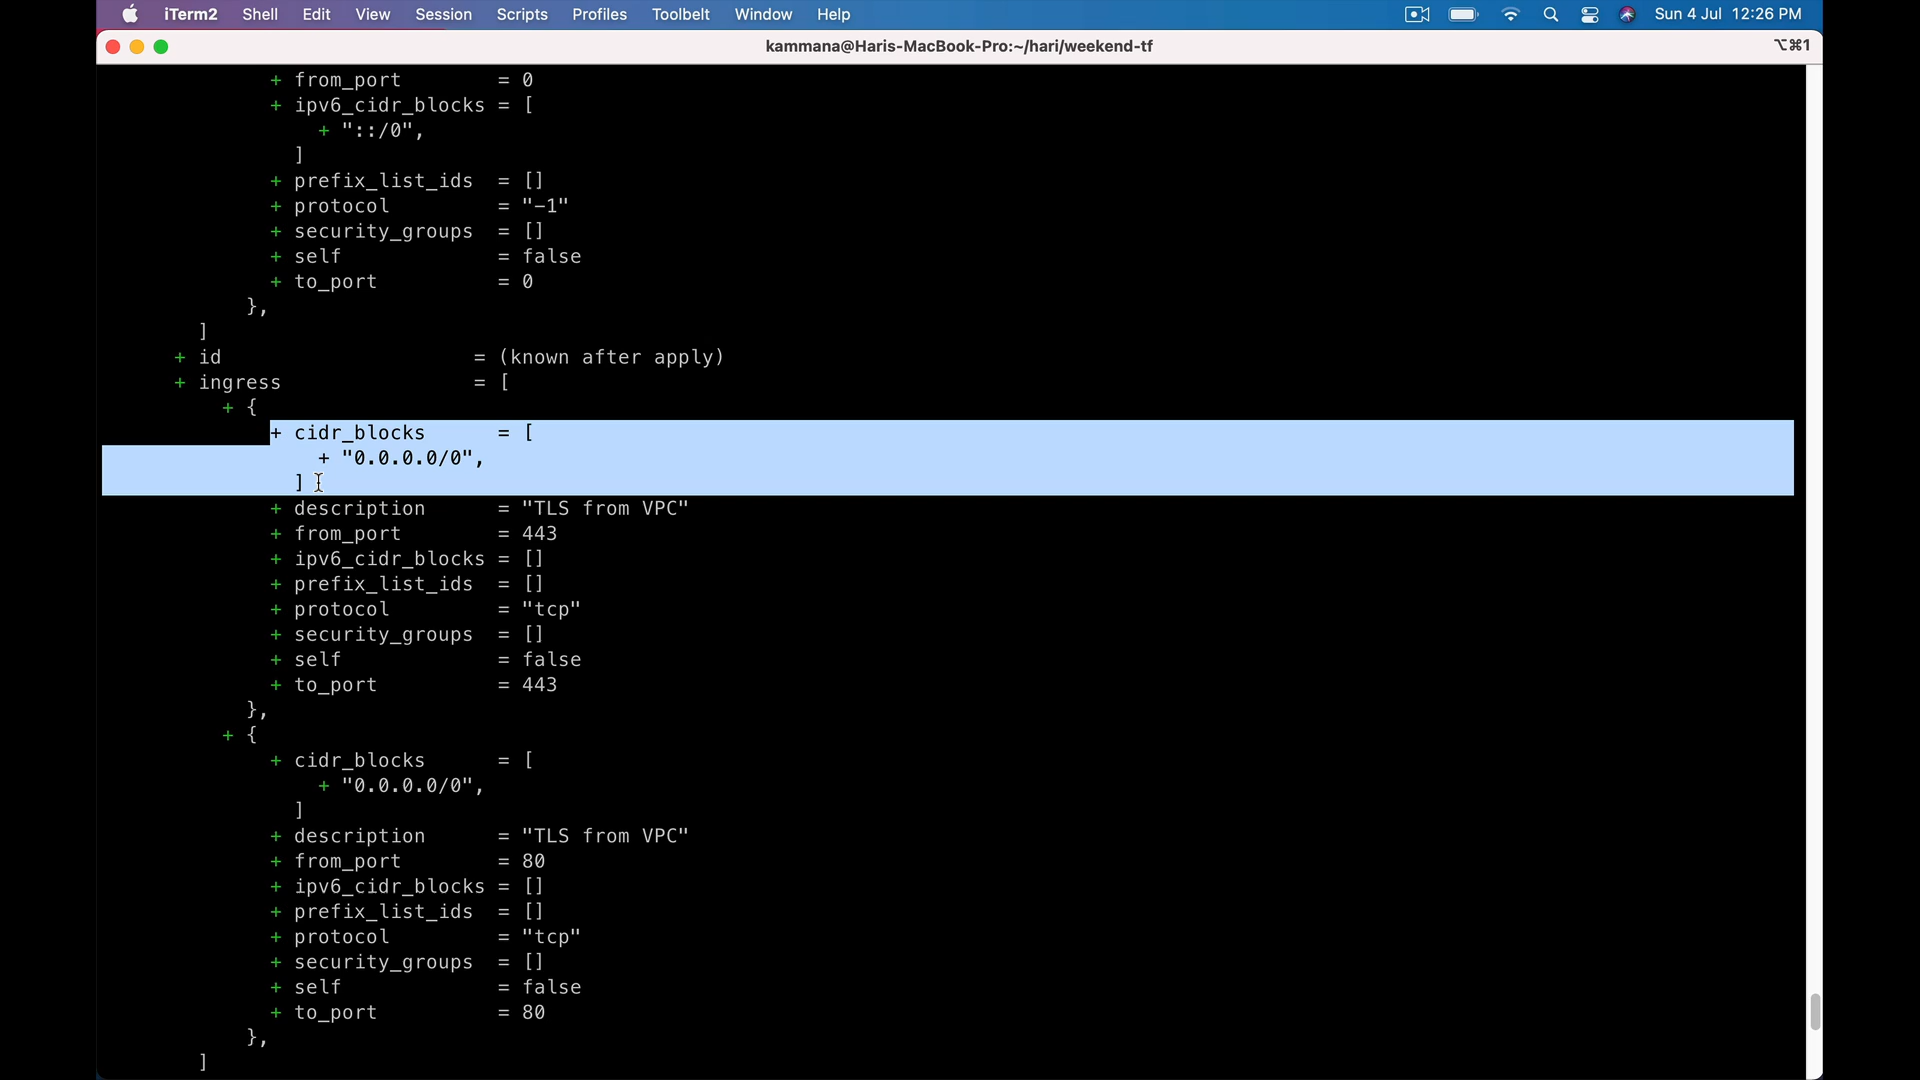 iTerm2 Shell Edit View Session Scripts Profiles Toolbelt Window Help Sun 4 Jul 12:26 PM
kammana@Haris-MacBook-Pro:~/hari/weekend-tf ⌥⌘1
+ from_port = 0
+ ipv6_cidr_blocks = [
+ "::/0",
]
+ prefix_list_ids = []
+ protocol = "-1"
+ security_groups = []
+ self = false
+ to_port = 0
},
]
+ id = (known after apply)
+ ingress = [
+ {
+ cidr_blocks = [
+ "0.0.0.0/0",
]
+ description = "TLS from VPC"
+ from_port = 443
+ ipv6_cidr_blocks = []
+ prefix_list_ids = []
+ protocol = "tcp"
+ security_groups = []
+ self = false
+ to_port = 443
},
+ {
+ cidr_blocks = [
+ "0.0.0.0/0",
]
+ description = "TLS from VPC"
+ from_port = 80
+ ipv6_cidr_blocks = []
+ prefix_list_ids = []
+ protocol = "tcp"
+ security_groups = []
+ self = false
+ to_port = 80
},
]